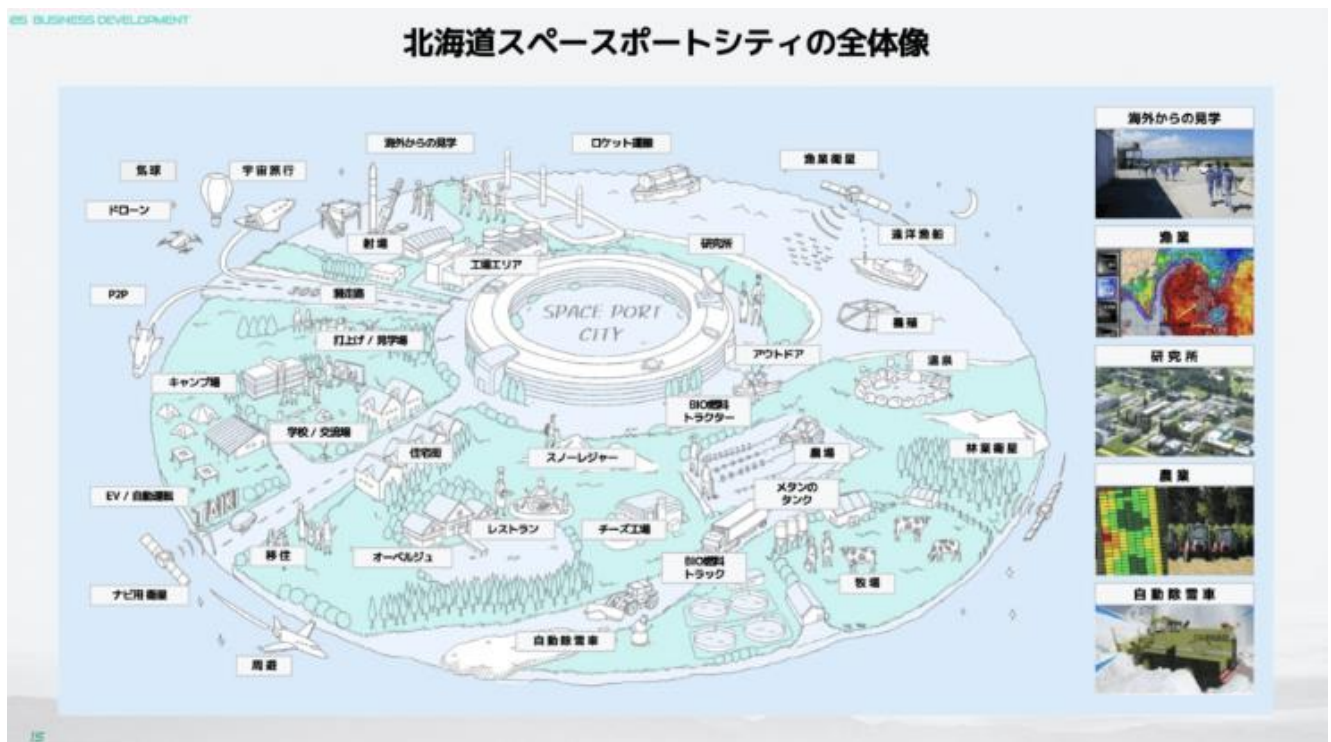 05 BUSINESS DEVELOPMENT
北海道スペースポートシティの全体像
海外からの見学
ロケット運搬
漁業衛星
気球
宇宙旅行
ドローン
射場
研究所
遠洋漁船
工場エリア
P2P
滑走路
SPACE PORT
CITY
養殖
打上げ / 見学場
アウトドア
温泉
キャンプ場
BIO燃料
トラクター
学校 / 交流場
住宅街
スノーレジャー
農場
林業衛星
EV / 自動運転
メタンの
タンク
レストラン
チーズ工場
移住
オーベルジュ
BIO燃料
トラック
牧場
ナビ用衛星
自動除雪車
周遊
海外からの見学
漁業
研究所
農業
自動除雪車
15